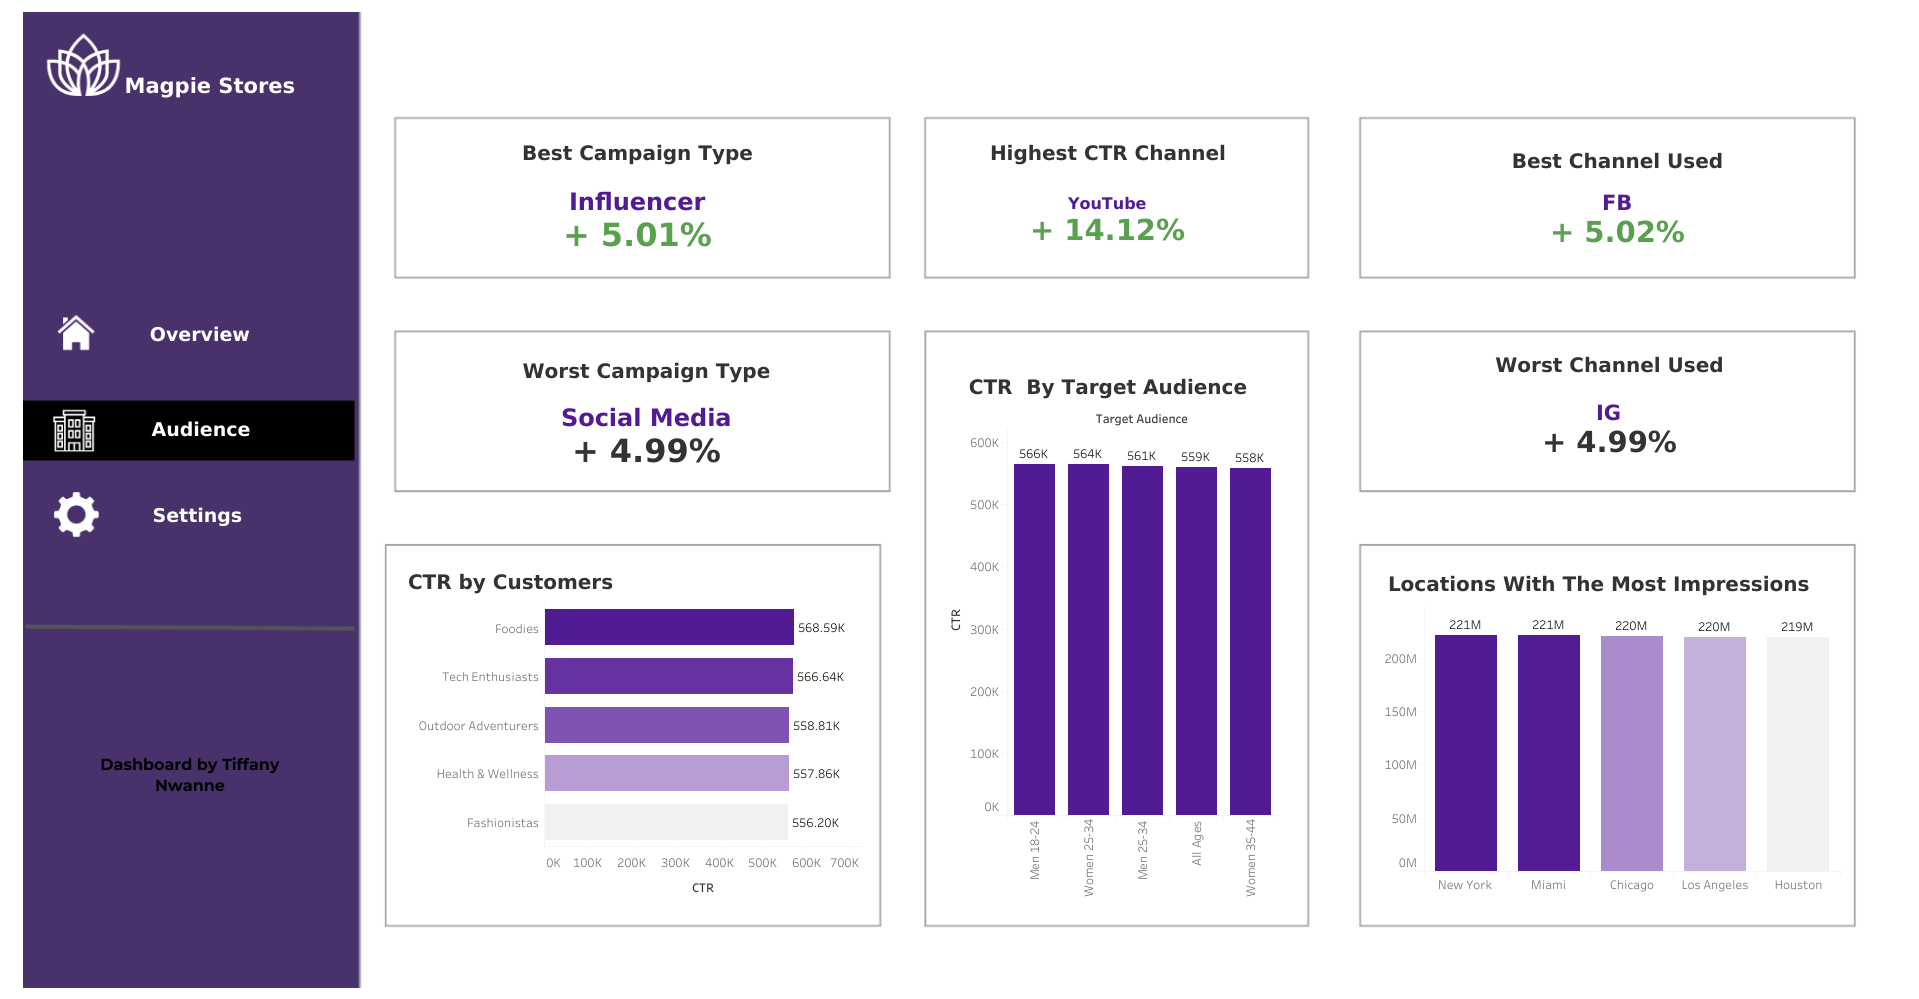 Magpie Stores
Overview
Audience
Settings
Dashboard by Tiffany
Nwanne
Best Campaign Type
Influencer
+ 5.01%
Highest CTR Channel
YouTube
+ 14.12%
Best Channel Used
FB
+ 5.02%
Worst Campaign Type
Social Media
+ 4.99%
CTR  By Target Audience
Target Audience
CTR
600K
500K
400K
300K
200K
100K
0K
566K
564K
561K
559K
558K
Men 18-24
Women 25-34
Men 25-34
All Ages
Women 35-44
Worst Channel Used
IG
+ 4.99%
CTR by Customers
Foodies 568.59K
Tech Enthusiasts 566.64K
Outdoor Adventurers 558.81K
Health & Wellness 557.86K
Fashionistas 556.20K
0K 100K 200K 300K 400K 500K 600K 700K
CTR
Locations With The Most Impressions
221M 221M 220M 220M 219M
200M
150M
100M
50M
0M
New York Miami Chicago Los Angeles Houston